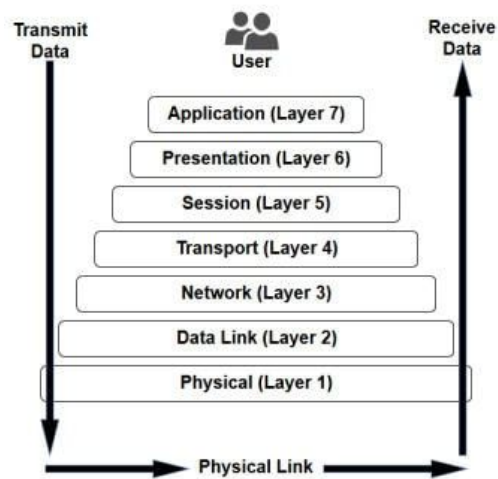 Transmit
Data
User
Receive
Data
Application (Layer 7)
Presentation (Layer 6)
Session (Layer 5)
Transport (Layer 4)
Network (Layer 3)
Data Link (Layer 2)
Physical (Layer 1)
Physical Link